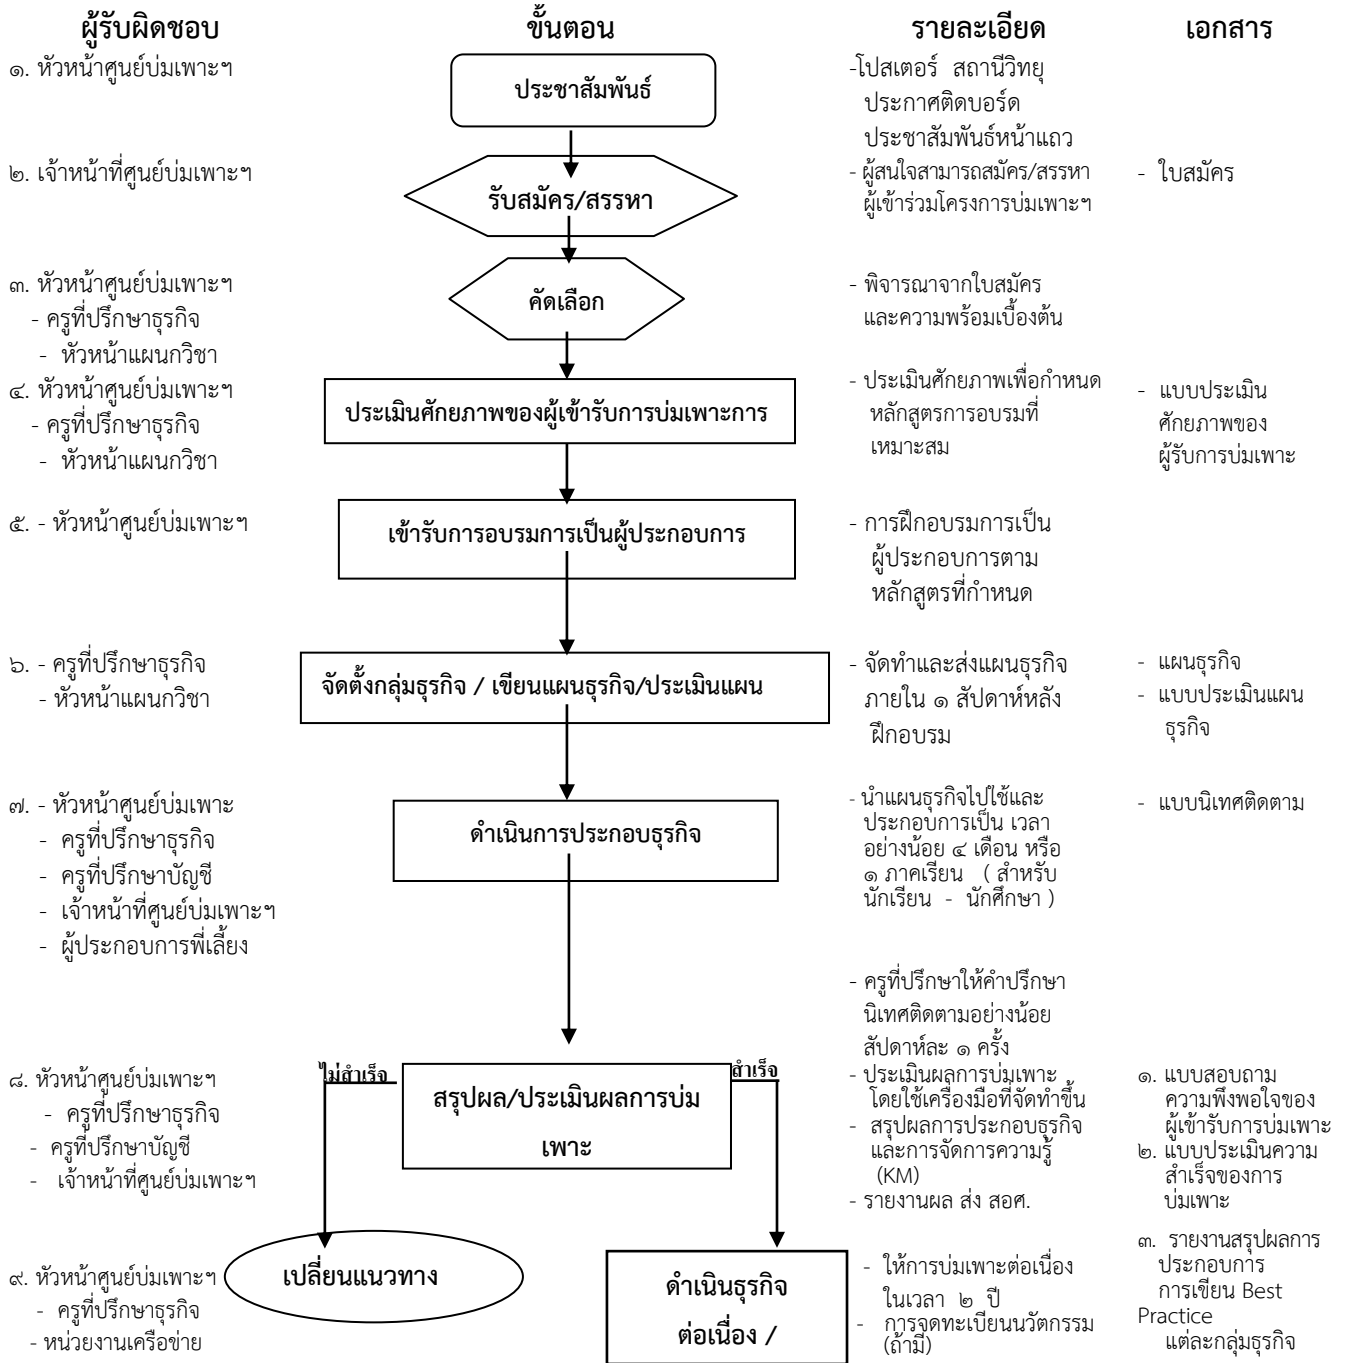 ผู้รับผิดชอบ ขั้นตอน รายละเอียด เอกสาร
๑. หัวหน้าศูนย์บ่มเพาะฯ
ประชาสัมพันธ์
-โปสเตอร์ สถานีวิทยุ
ประกาศติดบอร์ด
ประชาสัมพันธ์หน้าแถว
๒. เจ้าหน้าที่ศูนย์บ่มเพาะฯ
รับสมัคร/สรรหา
- ผู้สนใจสามารถสมัคร/สรรหา
ผู้เข้าร่วมโครงการบ่มเพาะฯ
- ใบสมัคร
๓. หัวหน้าศูนย์บ่มเพาะฯ
- ครูที่ปรึกษาธุรกิจ
- หัวหน้าแผนกวิชา
คัดเลือก
- พิจารณาจากใบสมัคร
และความพร้อมเบื้องต้น
๔. หัวหน้าศูนย์บ่มเพาะฯ
- ครูที่ปรึกษาธุรกิจ
- หัวหน้าแผนกวิชา
ประเมินศักยภาพของผู้เข้ารับการบ่มเพาะการ
- ประเมินศักยภาพเพื่อกำหนด
หลักสูตรการอบรมที่
เหมาะสม
- แบบประเมิน
ศักยภาพของ
ผู้รับการบ่มเพาะ
๕. - หัวหน้าศูนย์บ่มเพาะฯ
เข้ารับการอบรมการเป็นผู้ประกอบการ
- การฝึกอบรมการเป็น
ผู้ประกอบการตาม
หลักสูตรที่กำหนด
๖. - ครูที่ปรึกษาธุรกิจ
- หัวหน้าแผนกวิชา
จัดตั้งกลุ่มธุรกิจ / เขียนแผนธุรกิจ/ประเมินแผน
- จัดทำและส่งแผนธุรกิจ
ภายใน ๑ สัปดาห์หลัง
ฝึกอบรม
- แผนธุรกิจ
- แบบประเมินแผน
ธุรกิจ
๗. - หัวหน้าศูนย์บ่มเพาะ
- ครูที่ปรึกษาธุรกิจ
- ครูที่ปรึกษาบัญชี
- เจ้าหน้าที่ศูนย์บ่มเพาะฯ
- ผู้ประกอบการพี่เลี้ยง
ดำเนินการประกอบธุรกิจ
- นำแผนธุรกิจไปใช้และ
ประกอบการเป็น เวลา
อย่างน้อย ๔ เดือน หรือ
๑ ภาคเรียน ( สำหรับ
นักเรียน - นักศึกษา )
- แบบนิเทศติดตาม
- ครูที่ปรึกษาให้คำปรึกษา
นิเทศติดตามอย่างน้อย
สัปดาห์ละ ๑ ครั้ง
๘. หัวหน้าศูนย์บ่มเพาะฯ
- ครูที่ปรึกษาธุรกิจ
- ครูที่ปรึกษาบัญชี
- เจ้าหน้าที่ศูนย์บ่มเพาะฯ
ไม่สำเร็จ
สรุปผล/ประเมินผลการบ่ม
เพาะ
สำเร็จ
- ประเมินผลการบ่มเพาะ
โดยใช้เครื่องมือที่จัดทำขึ้น
- สรุปผลการประกอบธุรกิจ
และการจัดการความรู้
(KM)
- รายงานผล ส่ง สอศ.
๑. แบบสอบถาม
ความพึงพอใจของ
ผู้เข้ารับการบ่มเพาะ
๒. แบบประเมินความ
สำเร็จของการ
บ่มเพาะ
๙. หัวหน้าศูนย์บ่มเพาะฯ
- ครูที่ปรึกษาธุรกิจ
- หน่วยงานเครือข่าย
เปลี่ยนแนวทาง
ดำเนินธุรกิจ
ต่อเนื่อง /
- ให้การบ่มเพาะต่อเนื่อง
ในเวลา ๒ ปี
- การจดทะเบียนนวัตกรรม
(ถ้ามี)
๓. รายงานสรุปผลการ
ประกอบการ
การเขียน Best
Practice
แต่ละกลุ่มธุรกิจ